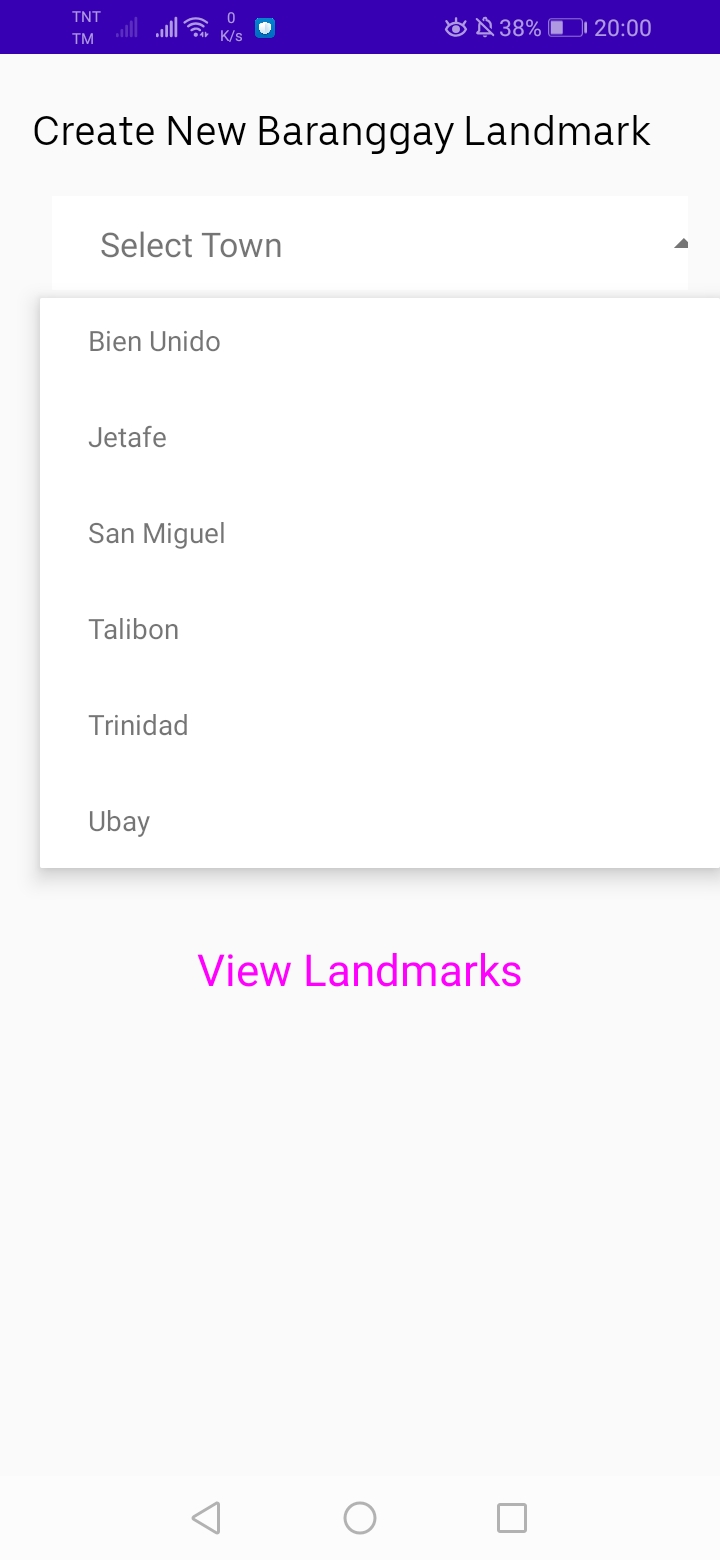 TNT
TM
0
K/s
38%
20:00
Create New Baranggay Landmark
Select Town
Bien Unido
Jetafe
San Miguel
Talibon
Trinidad
Ubay
View Landmarks